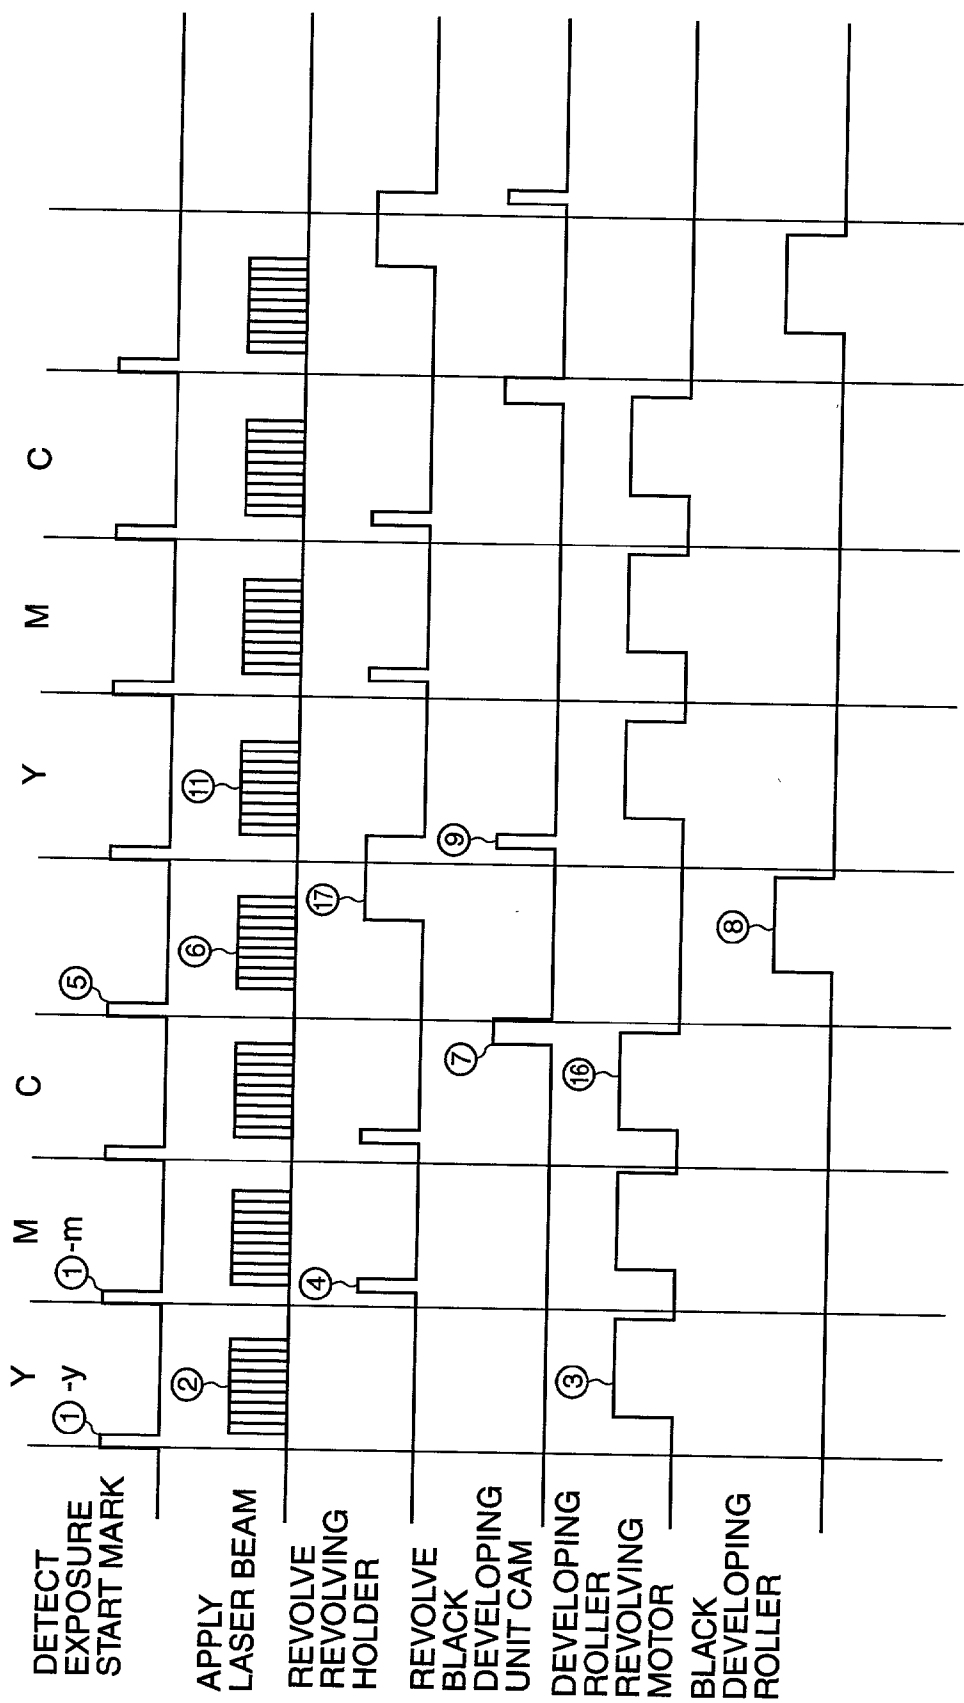 Y
M
C
Y
M
C
DETECT
EXPOSURE
START MARK
①-y
①-m
⑤
APPLY
LASER BEAM
②
⑥
⑪
REVOLVE
REVOLVING
HOLDER
④
⑰
REVOLVE
BLACK
DEVELOPING
UNIT CAM
⑦
⑨
DEVELOPING
ROLLER
REVOLVING
MOTOR
③
⑯
BLACK
DEVELOPING
ROLLER
⑧